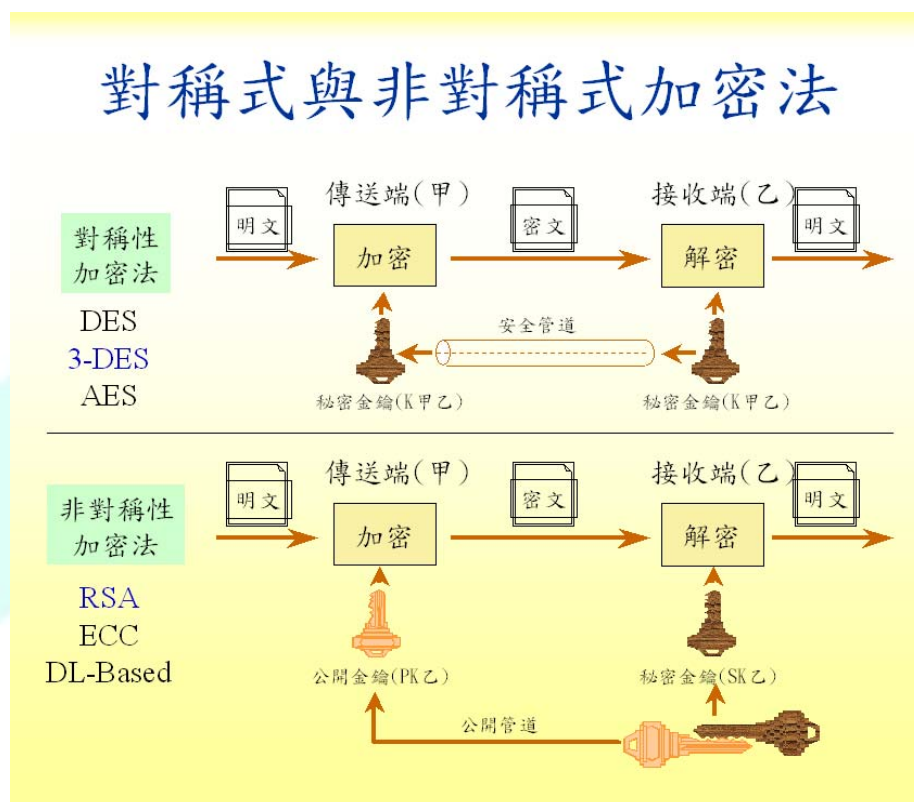 對稱式與非對稱式加密法
傳送端(甲)
接收端(乙)
明文
密文
明文
對稱性
加密法
加密
解密
DES
3-DES
AES
安全管道
秘密金鑰(K甲乙)
秘密金鑰(K甲乙)
傳送端(甲)
接收端(乙)
明文
密文
明文
非對稱性
加密法
加密
解密
RSA
ECC
DL-Based
公開金鑰(PK乙)
秘密金鑰(SK乙)
公開管道